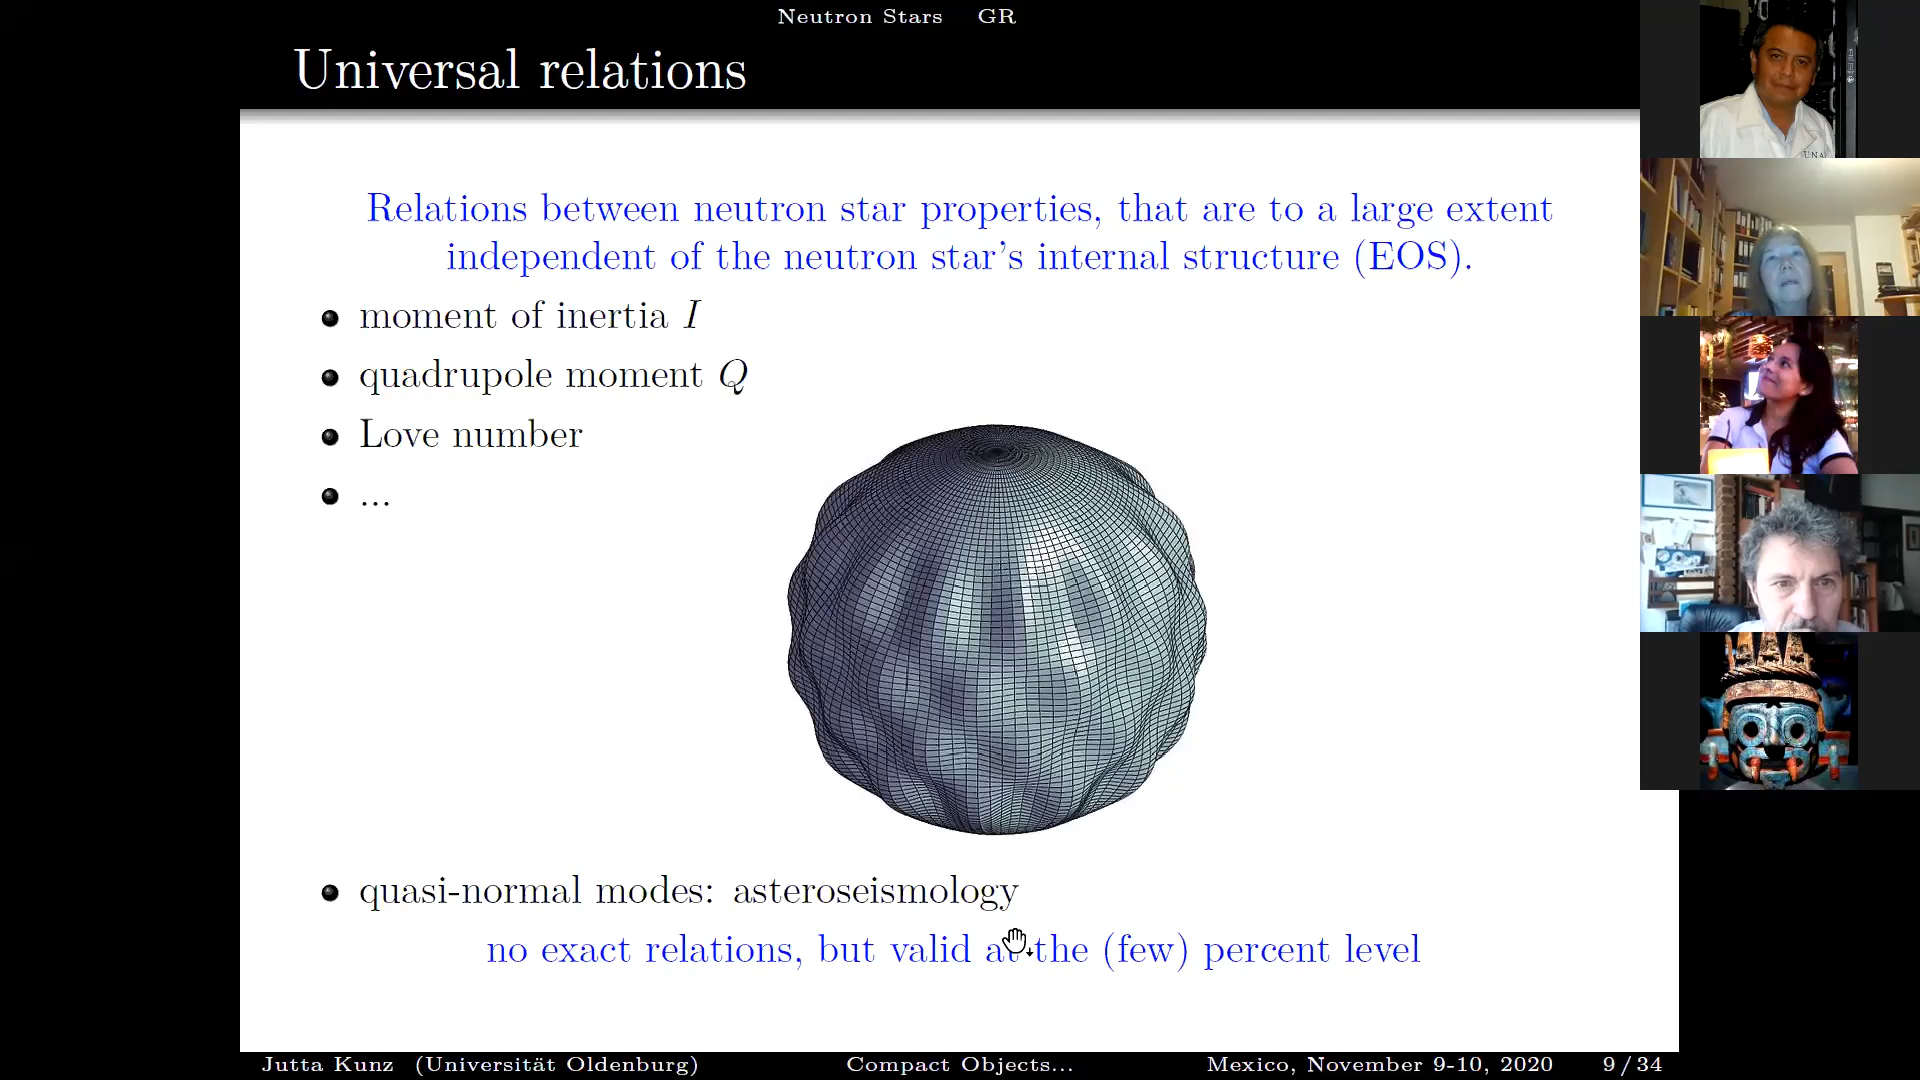 Neutron Stars GR
Universal relations
Relations between neutron star properties, that are to a large extent
independent of the neutron star's internal structure (EOS).
moment of inertia I
quadrupole moment Q
Love number
...
quasi-normal modes: asteroseismology
no exact relations, but valid at the (few) percent level
Jutta Kunz (Universität Oldenburg) Compact Objects... Mexico, November 9-10, 2020 9 / 34
UNA